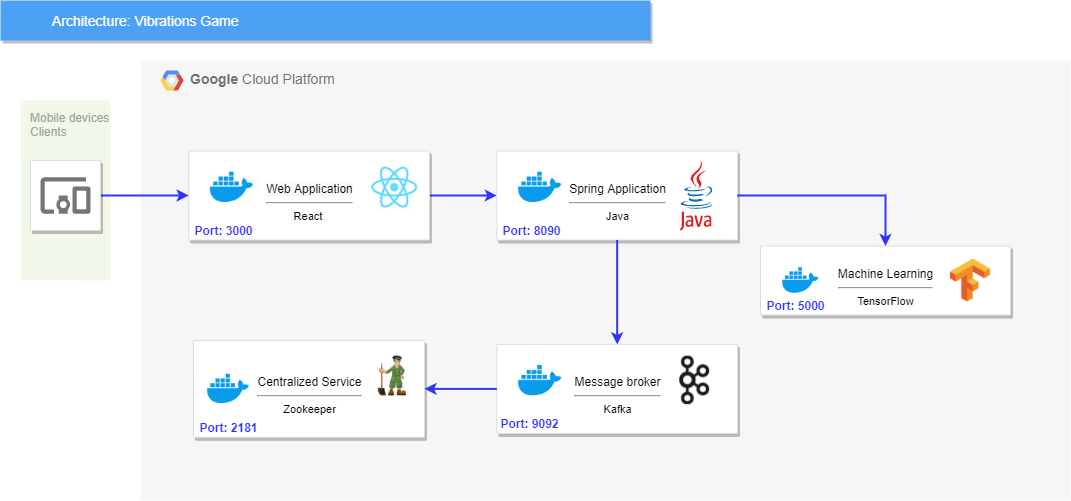 Architecture: Vibrations Game
Google Cloud Platform
Mobile devices
Clients
Web Application
React
Port: 3000
Spring Application
Java
Java
Port: 8090
Machine Learning
TensorFlow
Port: 5000
Centralized Service
Zookeeper
Port: 2181
Message broker
Kafka
Port: 9092